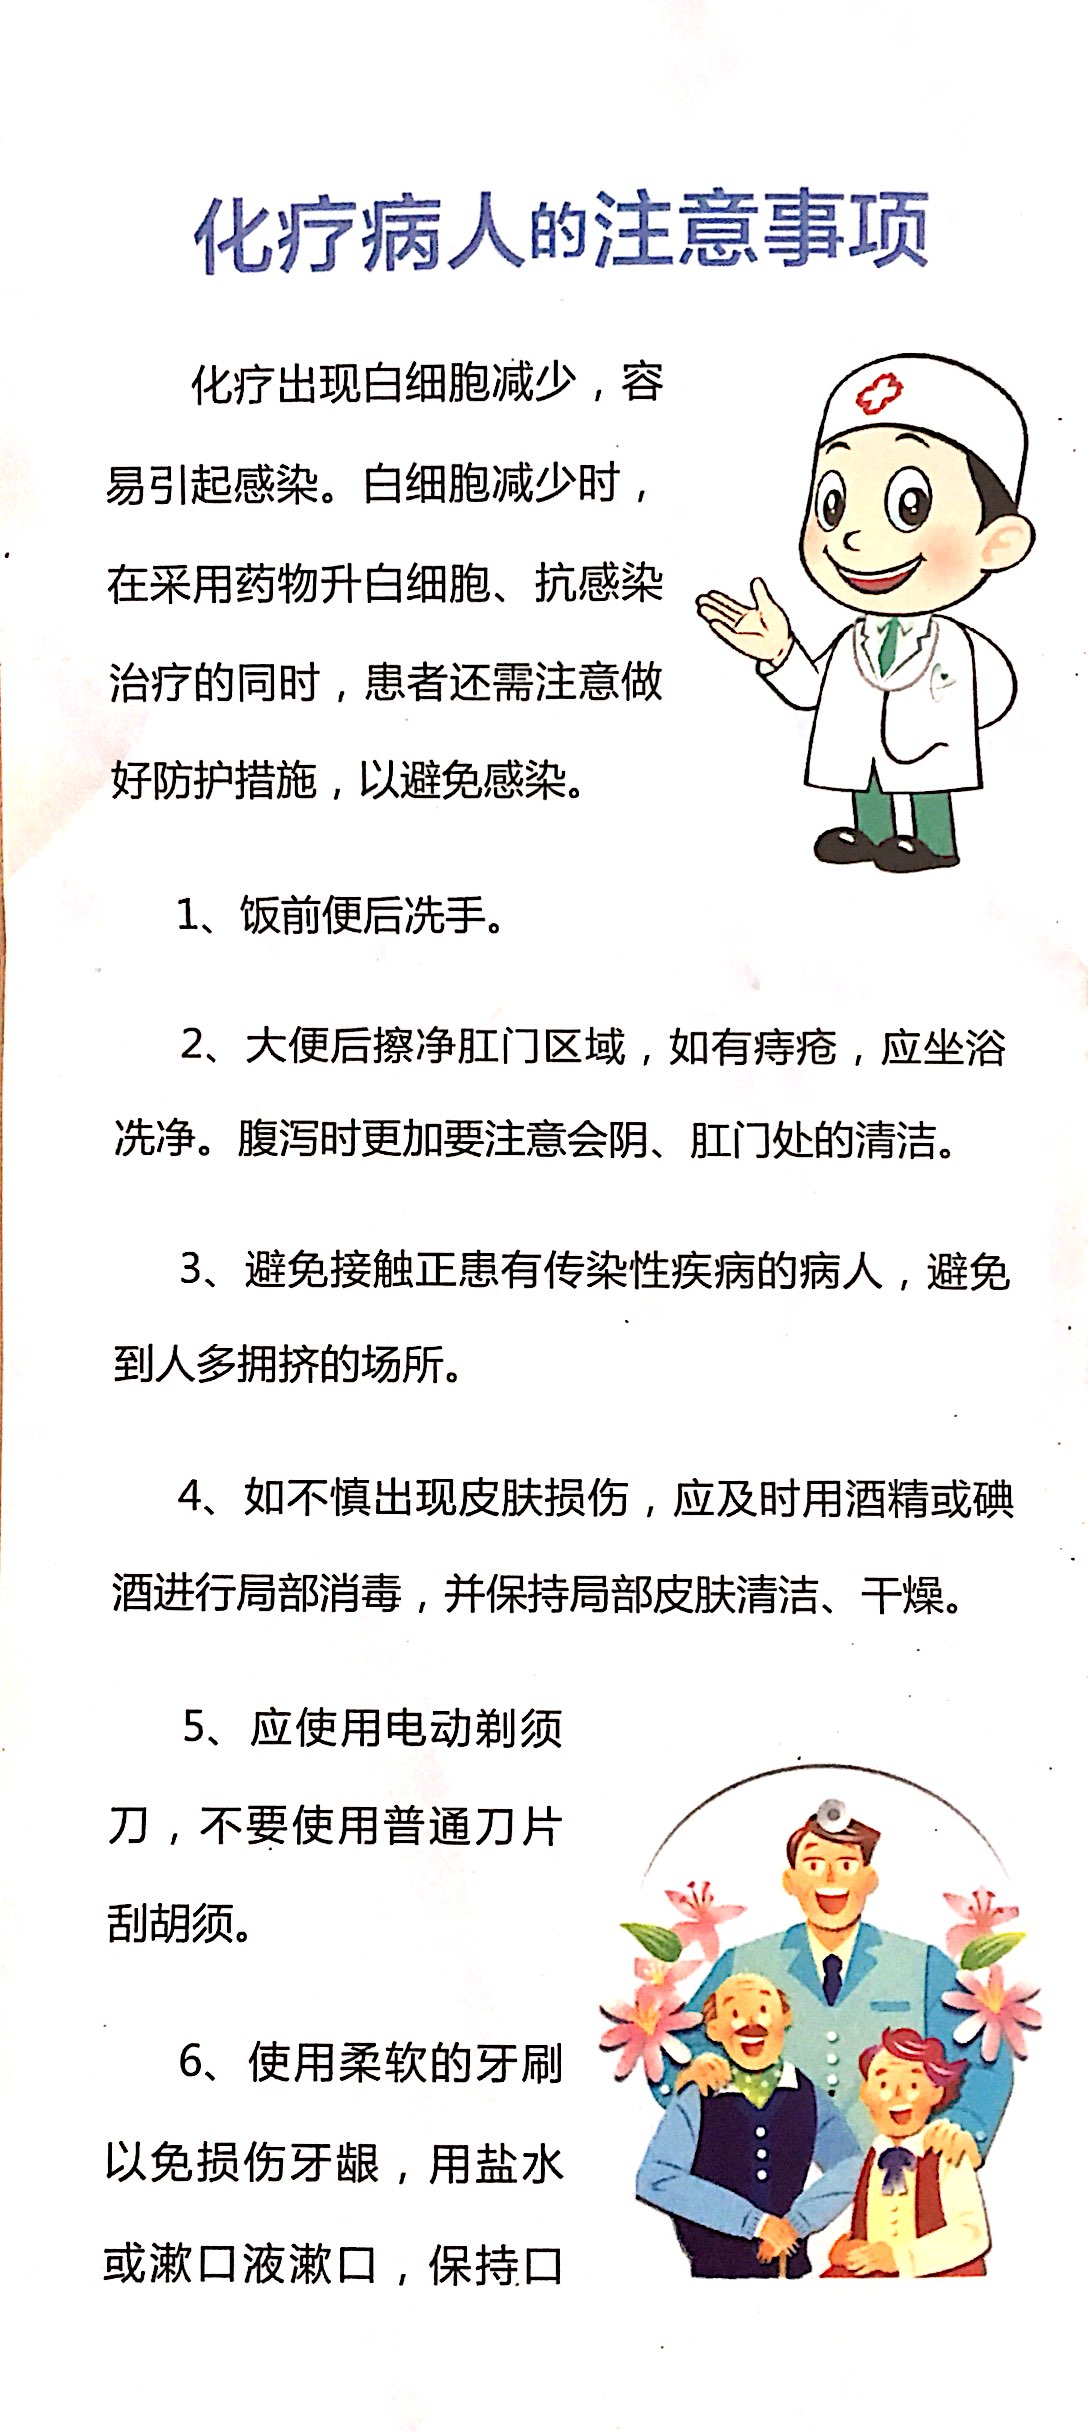 化疗病人的注意事项
化疗出现白细胞减少，容
易引起感染。白细胞减少时，
在采用药物升白细胞、抗感染
治疗的同时，患者还需注意做
好防护措施，以避免感染。
1、饭前便后冼手。
2、大便后擦净肛门区域，如有痔疮，应坐浴
冼净。腹泻时更加要注意会阴、肛门处的清洁。
3、避免接触正患有传染性疾病的病人，避免
到人多拥挤的场所。
4、如不慎出现皮肤损伤，应及时用酒精或碘
酒进行局部消毒，并保持局部皮肤清洁、干燥。
5、应使用电动剃须
刀，不要使用普通刀片
刮胡须。
6、使用柔软的牙刷
以免损伤牙龈，用盐水
或漱口液漱口，保持口